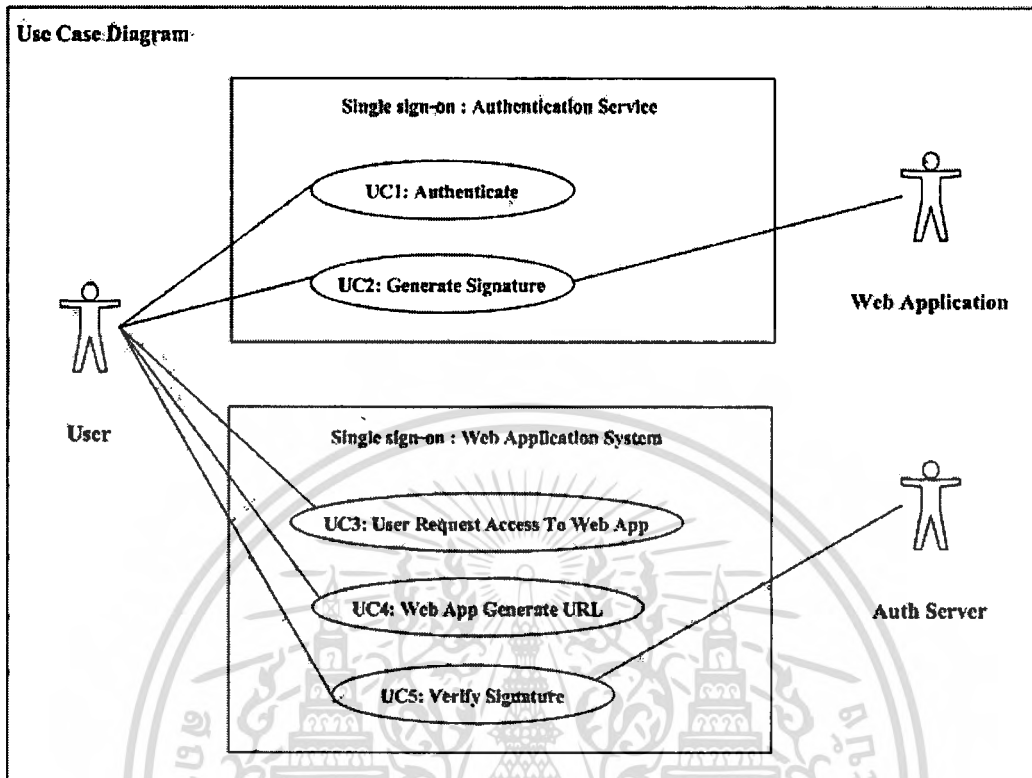 Use Case Diagram
Single sign-on : Authentication Service
UC1: Authenticate
UC2: Generate Signature
Web Application
User
Single sign-on : Web Application System
UC3: User Request Access To Web App
UC4: Web App Generate URL
Auth Server
UC5: Verify Signature